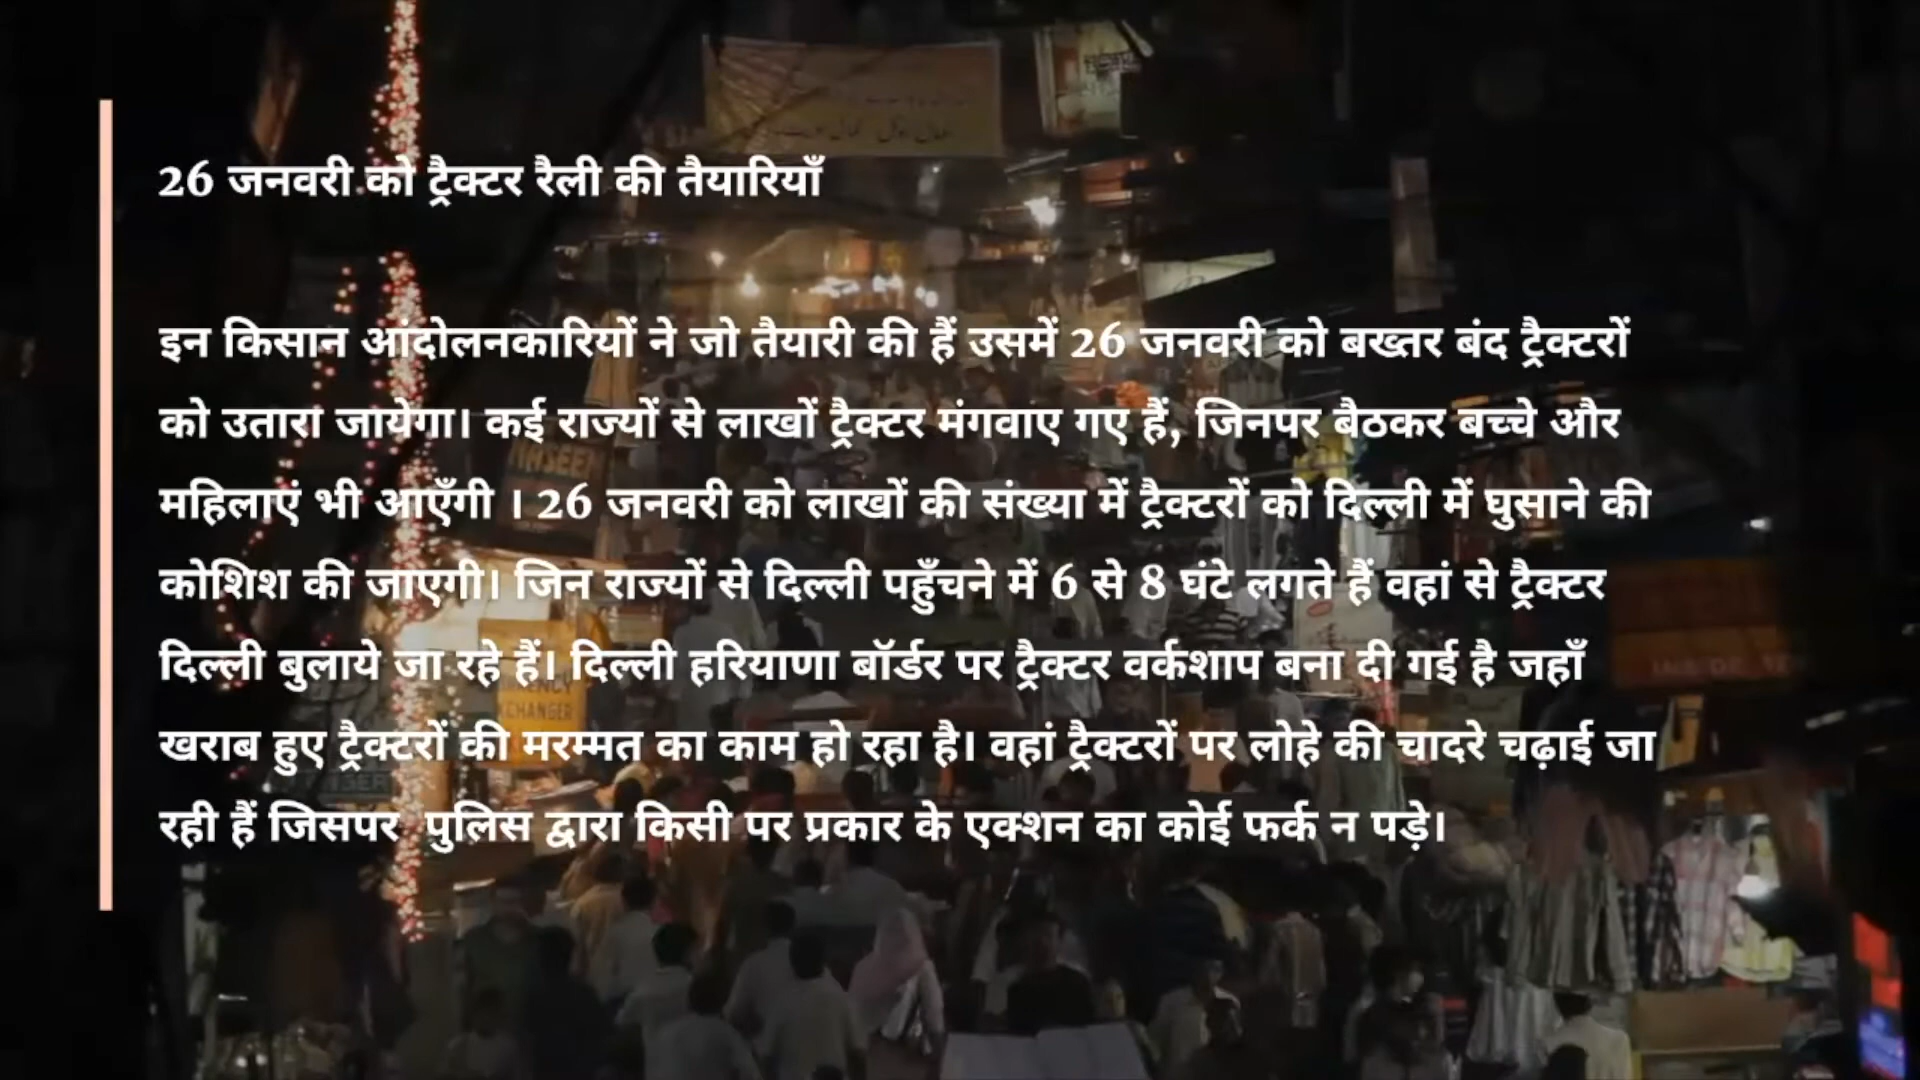 26 जनवरी को ट्रैक्टर रैली की तैयारियाँ
इन किसान आंदोलनकारियों ने जो तैयारी की हैं उसमें 26 जनवरी को बख्तर बंद ट्रैक्टरों
को उतारा जायेगा। कई राज्यों से लाखों ट्रैक्टर मंगवाए गए हैं, जिनपर बैठकर बच्चे और
महिलाएं भी आएँगी । 26 जनवरी को लाखों की संख्या में ट्रैक्टरों को दिल्ली में घुसाने की
कोशिश की जाएगी। जिन राज्यों से दिल्ली पहुँचने में 6 से 8 घंटे लगते हैं वहां से ट्रैक्टर
दिल्ली बुलाये जा रहे हैं। दिल्ली हरियाणा बॉर्डर पर ट्रैक्टर वर्कशाप बना दी गई है जहाँ
खराब हुए ट्रैक्टरों की मरम्मत का काम हो रहा है। वहां ट्रैक्टरों पर लोहे की चादरे चढ़ाई जा
रही हैं जिसपर पुलिस द्वारा किसी पर प्रकार के एक्शन का कोई फर्क न पड़े।
CHANGER